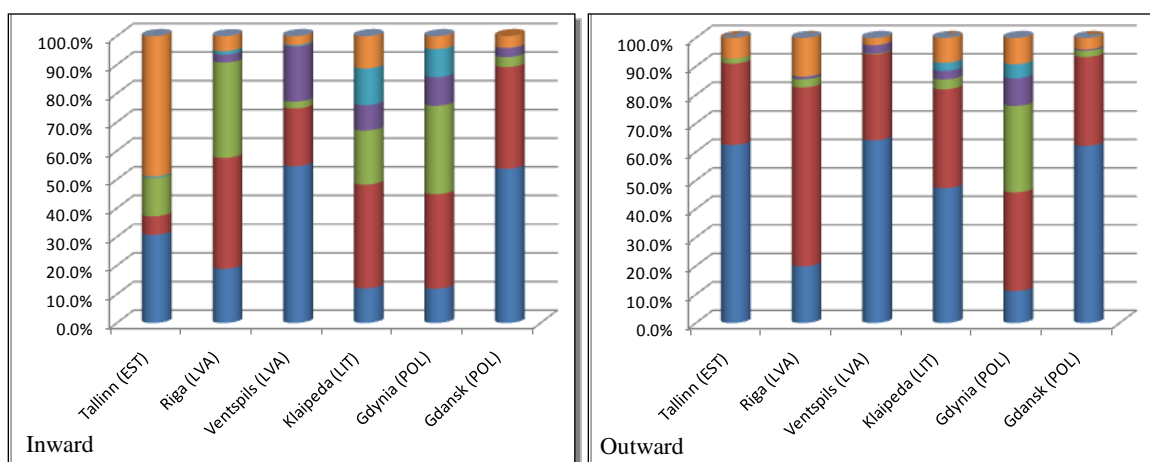 100.0%
90.0%
80.0%
70.0%
60.0%
50.0%
40.0%
30.0%
20.0%
10.0%
0.0%
Tallinn (EST)
Riga (LVA)
Ventspils (LVA)
Klaipeda (LIT)
Gdynia (POL)
Gdansk (POL)
Inward
100.0%
90.0%
80.0%
70.0%
60.0%
50.0%
40.0%
30.0%
20.0%
10.0%
0.0%
Tallinn (EST)
Riga (LVA)
Ventspils (LVA)
Klaipeda (LIT)
Gdynia (POL)
Gdansk (POL)
Outward